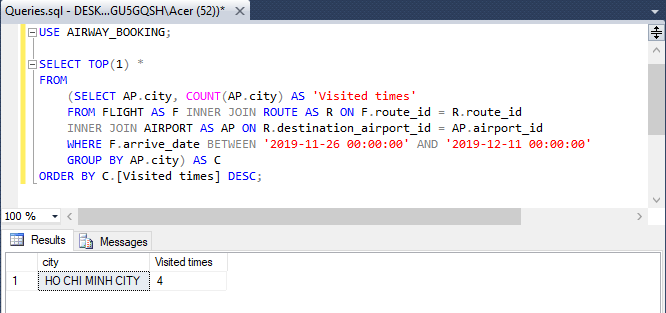 Queries.sql - DESK...GU5GQSH\Acer (52))*
USE AIRWAY_BOOKING;
SELECT TOP(1) *
FROM
(SELECT AP.city, COUNT(AP.city) AS 'Visited times'
FROM FLIGHT AS F INNER JOIN ROUTE AS R ON F.route_id = R.route_id
INNER JOIN AIRPORT AS AP ON R.destination_airport_id = AP.airport_id
WHERE F.arrive_date BETWEEN '2019-11-26 00:00:00' AND '2019-12-11 00:00:00'
GROUP BY AP.city) AS C
ORDER BY C.[Visited times] DESC;
100 %
Results Messages
city Visited times
1 HO CHI MINH CITY 4